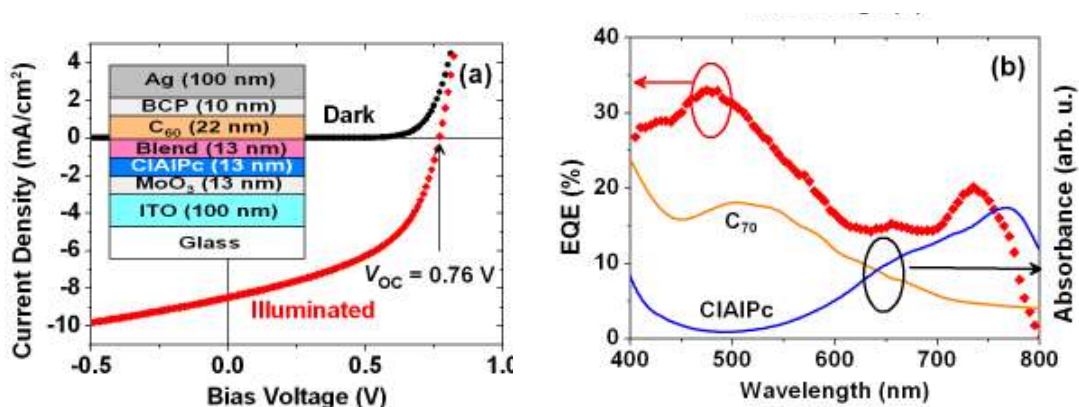 Current Density (mA/cm²)
4
2
0
-2
-4
-6
-8
-10
(a)
Dark
Ag (100 nm)
BCP (10 nm)
C₆₀ (22 nm)
Blend (13 nm)
ClAlPc (13 nm)
MoO₃ (13 nm)
ITO (100 nm)
Glass
V_OC = 0.76 V
Illuminated
-0.5 0.0 0.5 1.0
Bias Voltage (V)
(b)
EQE (%)
40
30
20
10
0
C₇₀
ClAlPc
Absorbance (arb. u.)
400 500 600 700 800
Wavelength (nm)